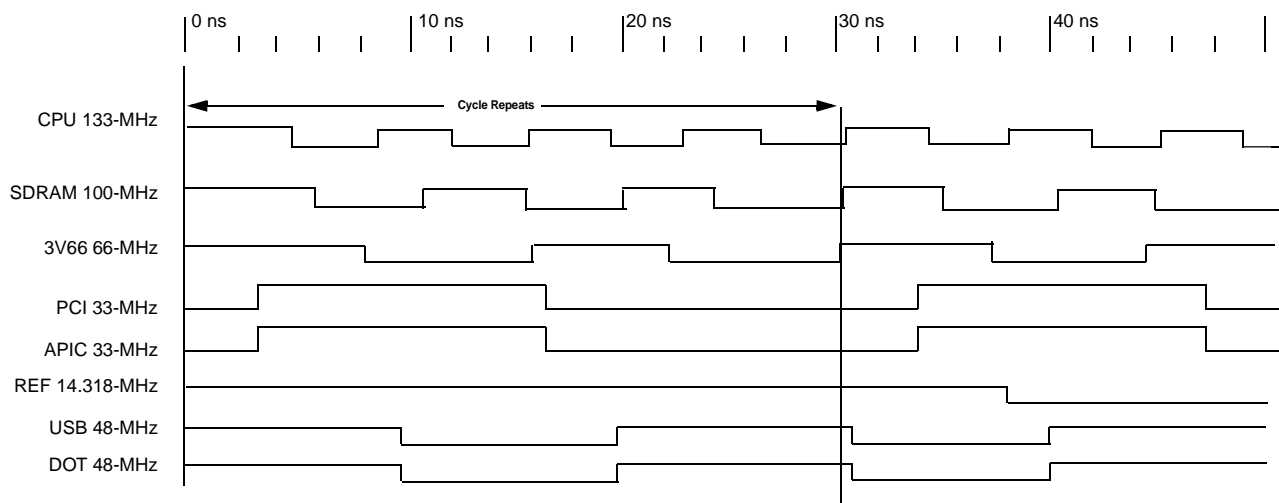 0 ns 10 ns 20 ns 30 ns 40 ns
Cycle Repeats
CPU 133-MHz
SDRAM 100-MHz
3V66 66-MHz
PCI 33-MHz
APIC 33-MHz
REF 14.318-MHz
USB 48-MHz
DOT 48-MHz